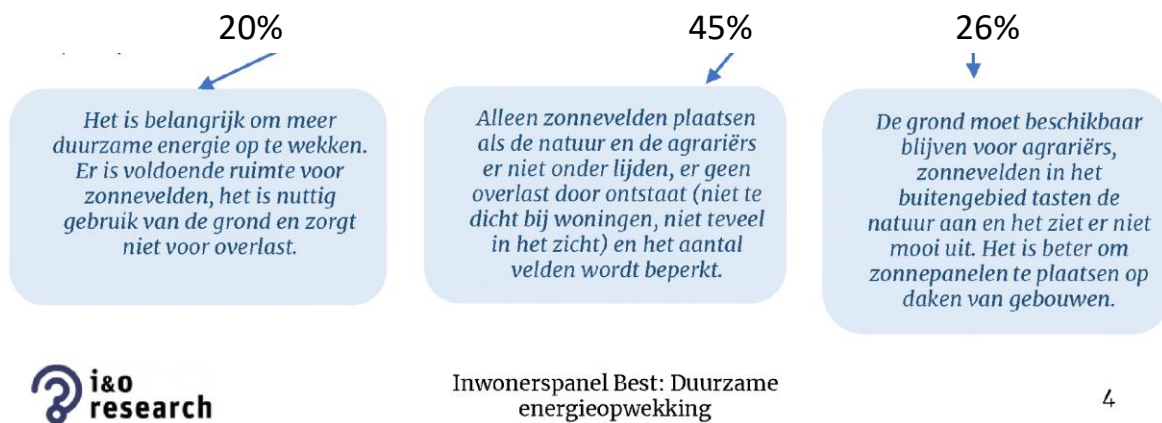 20%
45%
26%
Het is belangrijk om meer
duurzame energie op te wekken.
Er is voldoende ruimte voor
zonnevelden, het is nuttig
gebruik van de grond en zorgt
niet voor overlast.
Alleen zonnevelden plaatsen
als de natuur en de agrariërs
er niet onder lijden, er geen
overlast door ontstaat (niet te
dicht bij woningen, niet teveel
in het zicht) en het aantal
velden wordt beperkt.
De grond moet beschikbaar
blijven voor agrariërs,
zonnevelden in het
buitengebied tasten de
natuur aan en het ziet er niet
mooi uit. Het is beter om
zonnepanelen te plaatsen op
daken van gebouwen.
i&o
research
Inwonerspanel Best: Duurzame
energieopwekking
4